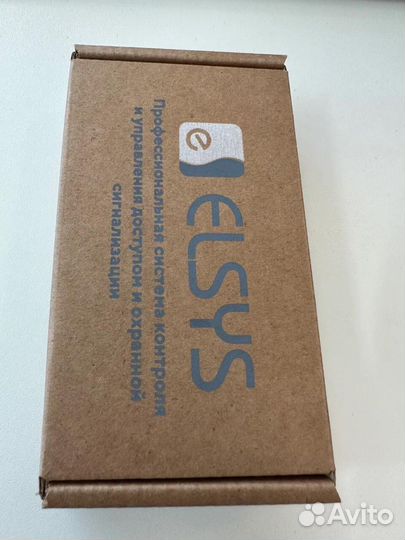 e
ELSYS
Профессиональная система контроля
и управления доступом и охранной
сигнализации
Avito